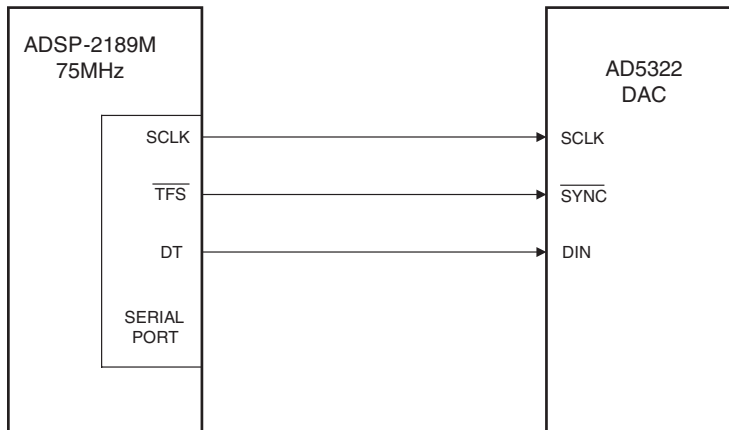 ADSP-2189M
75MHz
AD5322
DAC
SCLK
SCLK
TFS
SYNC
DT
DIN
SERIAL
PORT